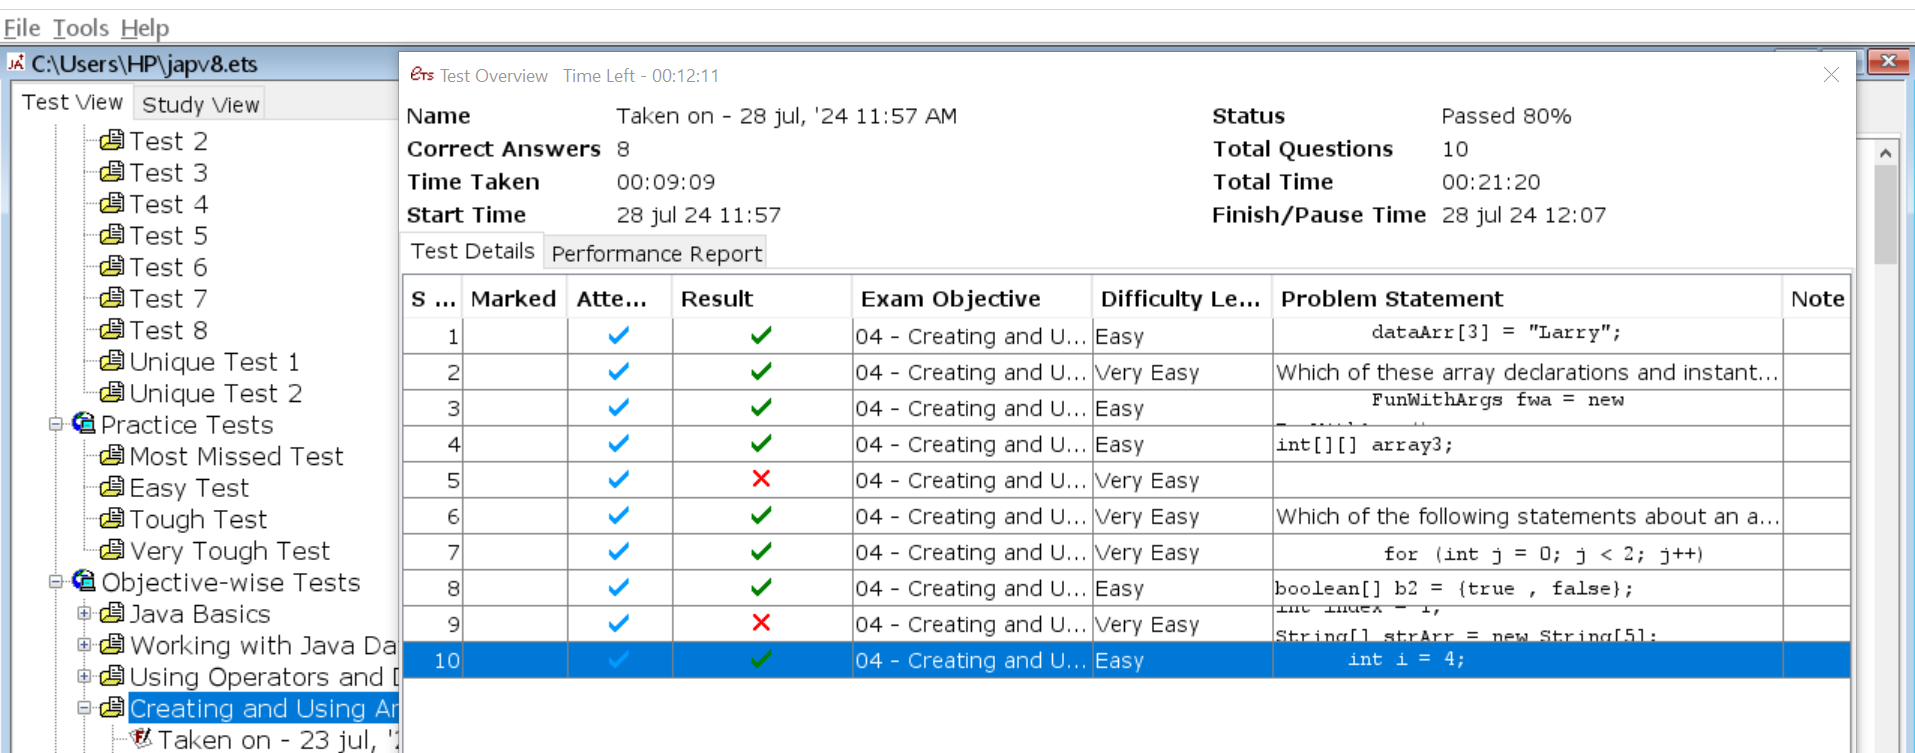 File Tools Help
C:\Users\HP\japv8.ets
Test View Study View
Test 2
Test 3
Test 4
Test 5
Test 6
Test 7
Test 8
Unique Test 1
Unique Test 2
Practice Tests
Most Missed Test
Easy Test
Tough Test
Very Tough Test
Objective-wise Tests
Java Basics
Working with Java Da
Using Operators and
Creating and Using Ar
Taken on - 23 jul, '
ETS Test Overview Time Left - 00:12:11
Name Taken on - 28 jul, '24 11:57 AM Status Passed 80%
Correct Answers 8 Total Questions 10
Time Taken 00:09:09 Total Time 00:21:20
Start Time 28 jul 24 11:57 Finish/Pause Time 28 jul 24 12:07
Test Details Performance Report
S ... Marked Atte... Result Exam Objective Difficulty Le... Problem Statement Note
1 04 - Creating and U... Easy dataArr[3] = "Larry";
2 04 - Creating and U... Very Easy Which of these array declarations and instant...
3 04 - Creating and U... Easy FunWithArgs fwa = new
4 04 - Creating and U... Easy int[][] array3;
5 04 - Creating and U... Very Easy
6 04 - Creating and U... Very Easy Which of the following statements about an a...
7 04 - Creating and U... Very Easy for (int j = 0; j < 2; j++)
8 04 - Creating and U... Easy boolean[] b2 = {true , false};
9 04 - Creating and U... Very Easy int index = 1;
String[] strArr = new String[5];
10 04 - Creating and U... Easy int i = 4;